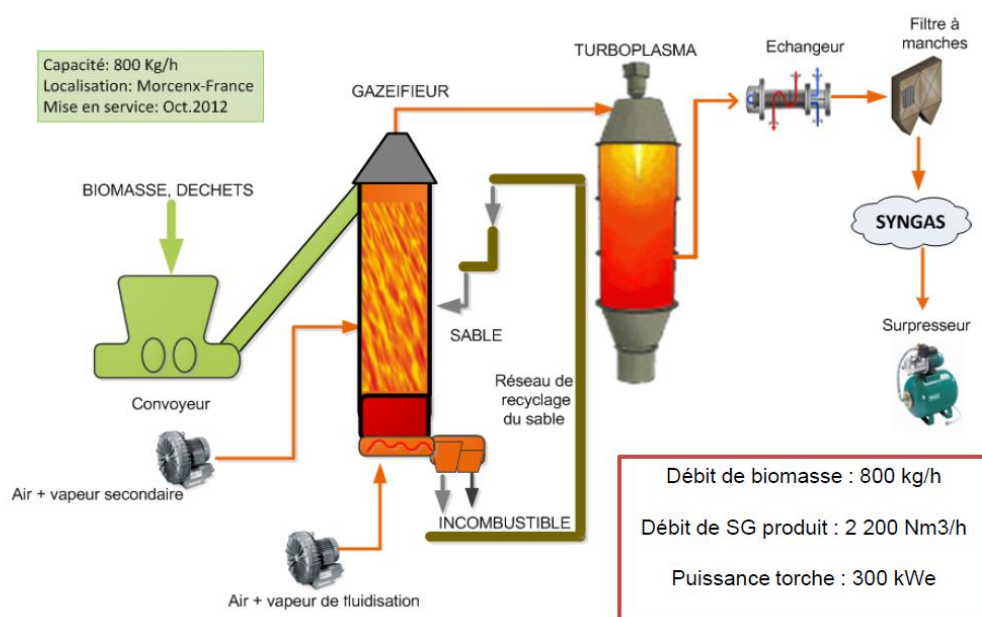 Capacité: 800 Kg/h
Localisation: Morcenx-France
Mise en service: Oct.2012
BIOMASSE, DECHETS
Convoyeur
GAZEIFIEUR
TURBOPLASMA
Echangeur
Filtre à
manches
SYNGAS
Surpresseur
SABLE
Réseau de
recyclage
du sable
Air + vapeur secondaire
INCOMBUSTIBLE
Air + vapeur de fluidisation
Débit de biomasse : 800 kg/h
Débit de SG produit : 2 200 Nm3/h
Puissance torche : 300 kWe